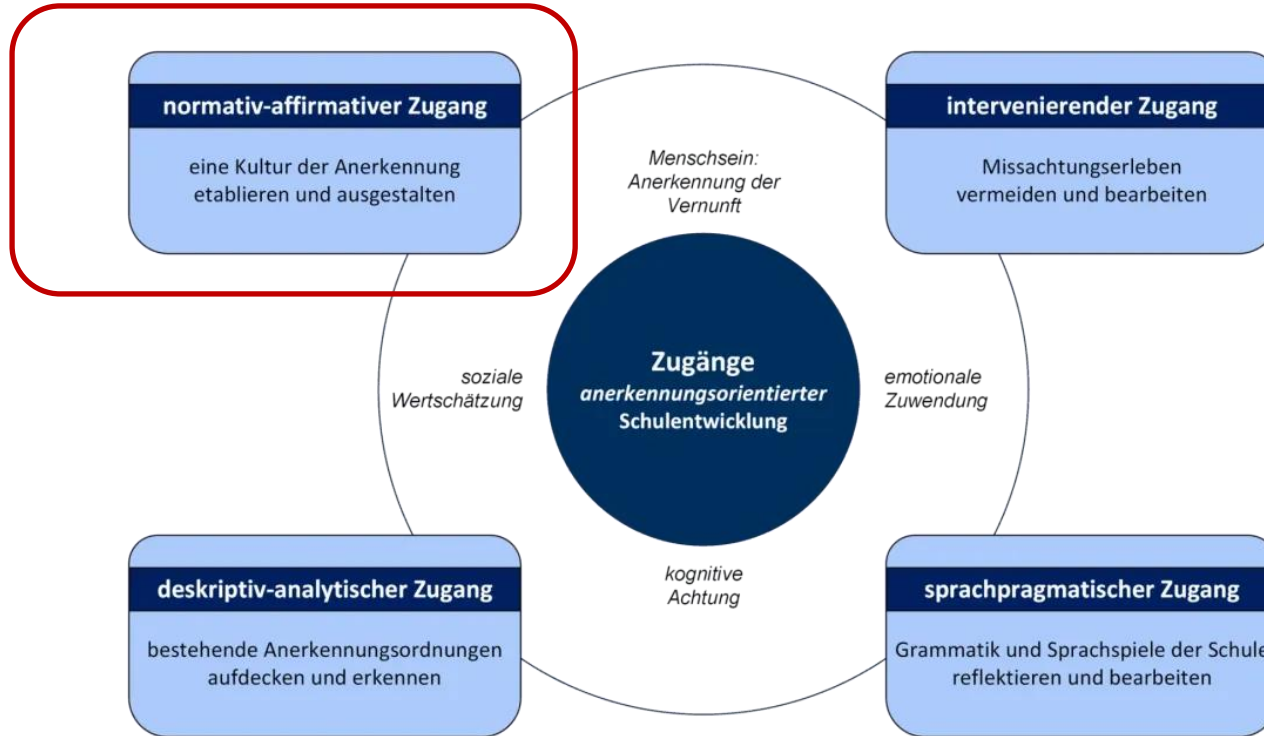 normativ-affirmativer Zugang
eine Kultur der Anerkennung
etablieren und ausgestalten
intervenierender Zugang
Missachtungserleben
vermeiden und bearbeiten
Menschsein:
Anerkennung der
Vernunft
soziale
Wertschätzung
Zugänge
anerkennungsorientierter
Schulentwicklung
emotionale
Zuwendung
kognitive
Achtung
deskriptiv-analytischer Zugang
bestehende Anerkennungsordnungen
aufdecken und erkennen
sprachpragmatischer Zugang
Grammatik und Sprachspiele der Schule
reflektieren und bearbeiten